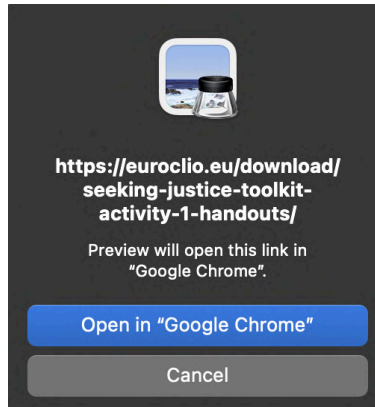 https://euroclio.eu/download/
seeking-justice-toolkit-
activity-1-handouts/
Preview will open this link in
“Google Chrome”.
Open in “Google Chrome”
Cancel